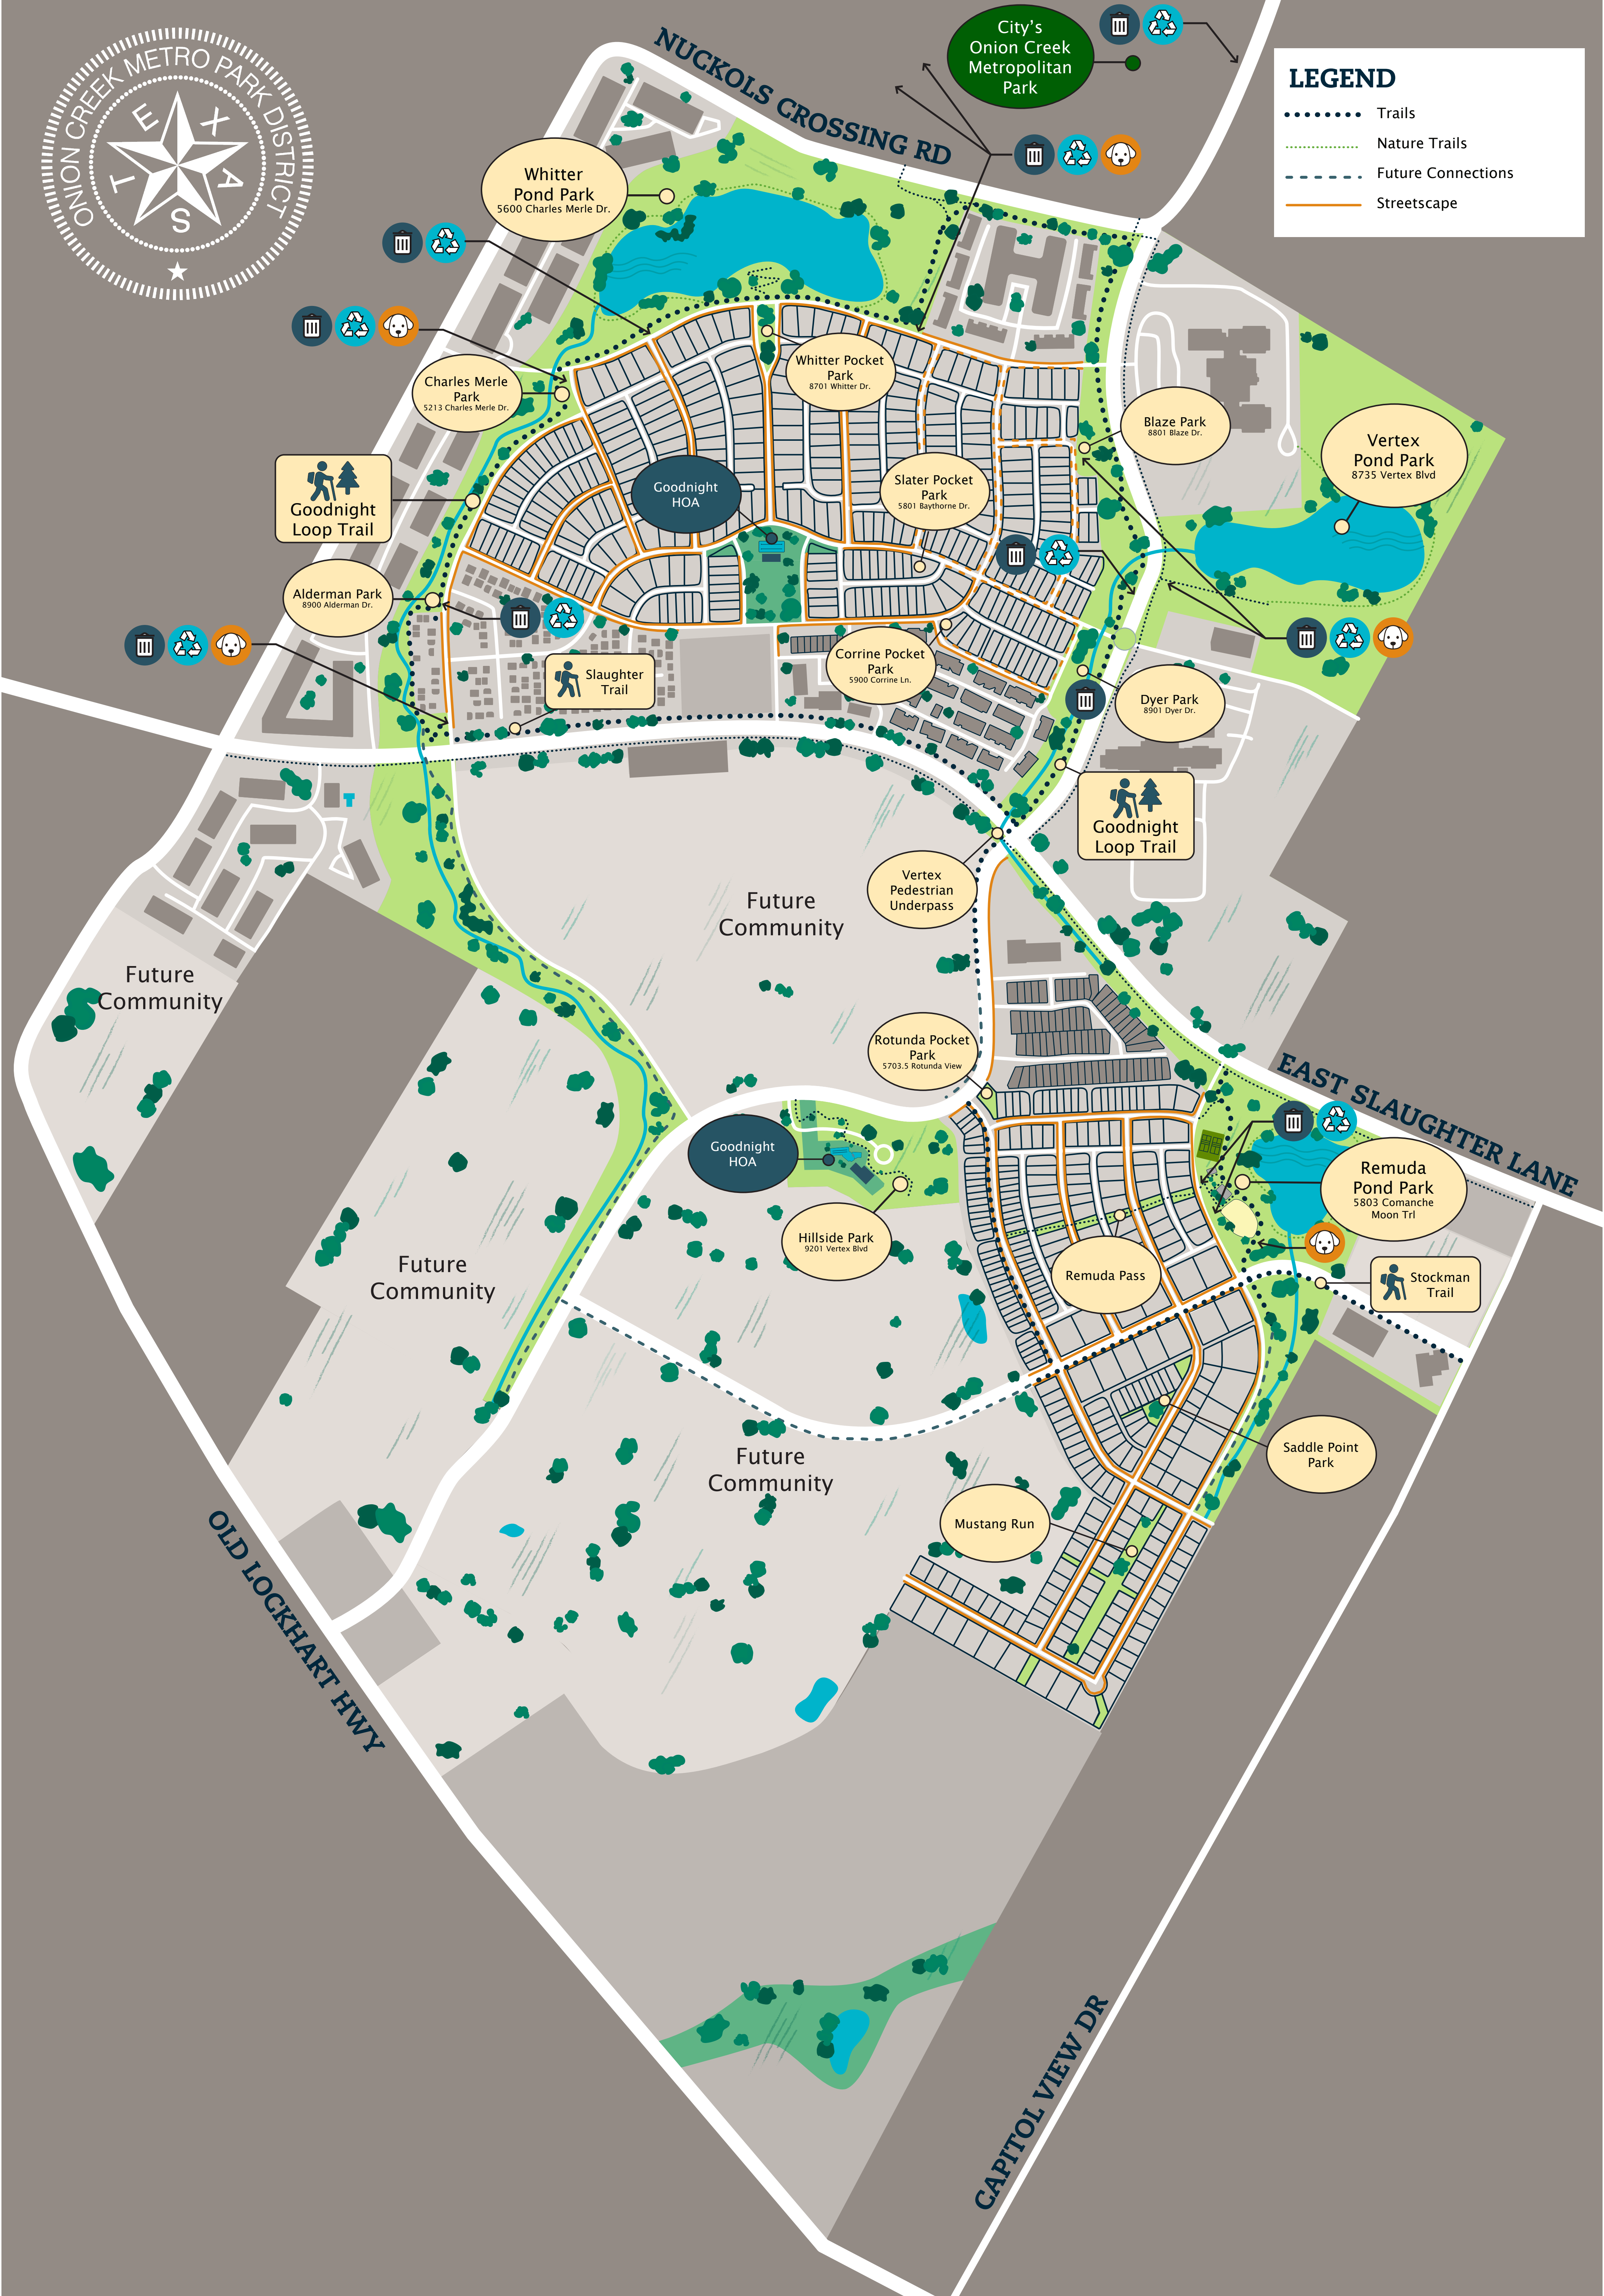 ONION CREEK METRO PARK DISTRICT
TEXAS
NUCKOLS CROSSING RD
City's
Onion Creek
Metropolitan
Park
LEGEND
Trails
Nature Trails
Future Connections
Streetscape
Whitter
Pond Park
5600 Charles Merle Dr.
Whitter Pocket
Park
8701 Whitter Dr.
Charles Merle
Park
5213 Charles Merle Dr.
Blaze Park
8801 Blaze Dr.
Vertex
Pond Park
8735 Vertex Blvd
Goodnight
HOA
Slater Pocket
Park
5801 Baythorne Dr.
Goodnight
Loop Trail
Alderman Park
8900 Alderman Dr.
Slaughter
Trail
Corrine Pocket
Park
5900 Corrine Ln.
Dyer Park
8901 Dyer Dr.
Goodnight
Loop Trail
Vertex
Pedestrian
Underpass
Future
Community
Future
Community
Rotunda Pocket
Park
5703.5 Rotunda View
EAST SLAUGHTER LANE
Goodnight
HOA
Remuda
Pond Park
5803 Comanche
Moon Trl
Hillside Park
9201 Vertex Blvd
Remuda Pass
Stockman
Trail
Future
Community
Saddle Point
Park
Future
Community
Mustang Run
OLD LOCKHART HWY
CAPITOL VIEW DR